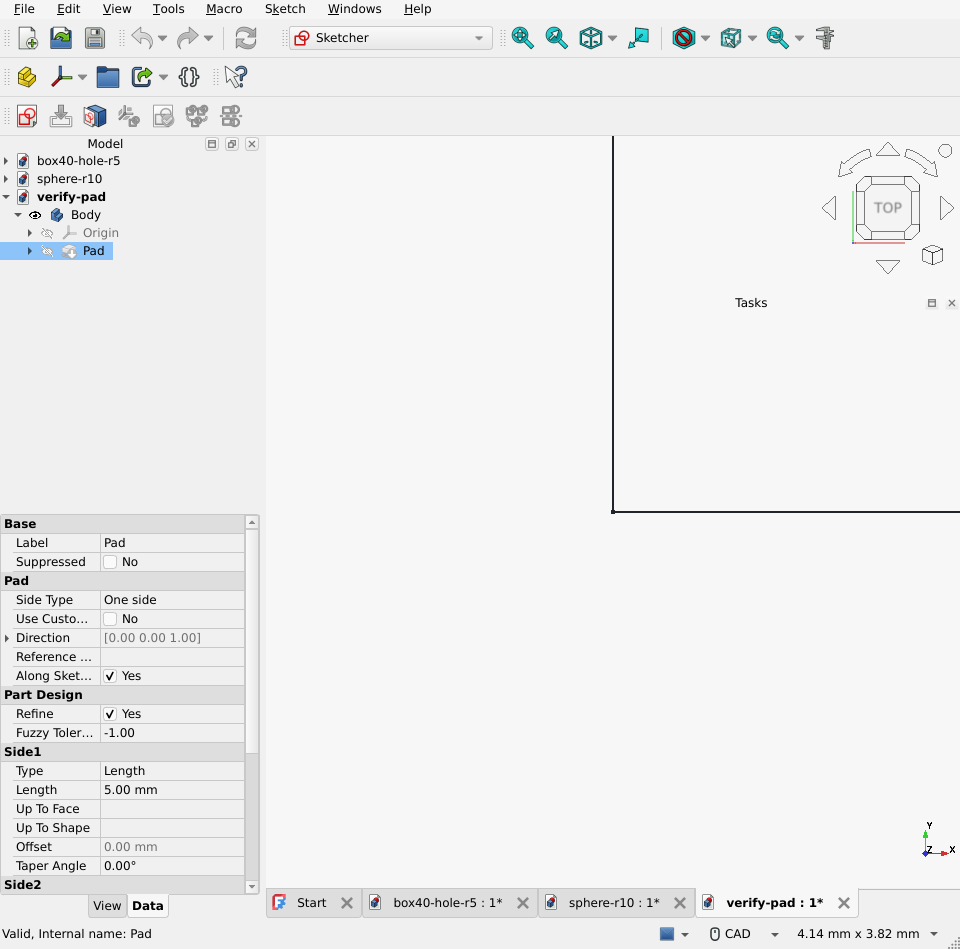 File Edit View Tools Macro Sketch Windows Help
Sketcher
Model
box40-hole-r5
sphere-r10
verify-pad
Body
Origin
Pad
TOP
Tasks
Base
Label Pad
Suppressed No
Pad
Side Type One side
Use Custo... No
Direction [0.00 0.00 1.00]
Reference ...
Along Sket... Yes
Part Design
Refine Yes
Fuzzy Toler... -1.00
Side1
Type Length
Length 5.00 mm
Up To Face
Up To Shape
Offset 0.00 mm
Taper Angle 0.00°
Side2
Y
Z X
View Data
Start box40-hole-r5 : 1* sphere-r10 : 1* verify-pad : 1*
Valid, Internal name: Pad CAD 4.14 mm x 3.82 mm